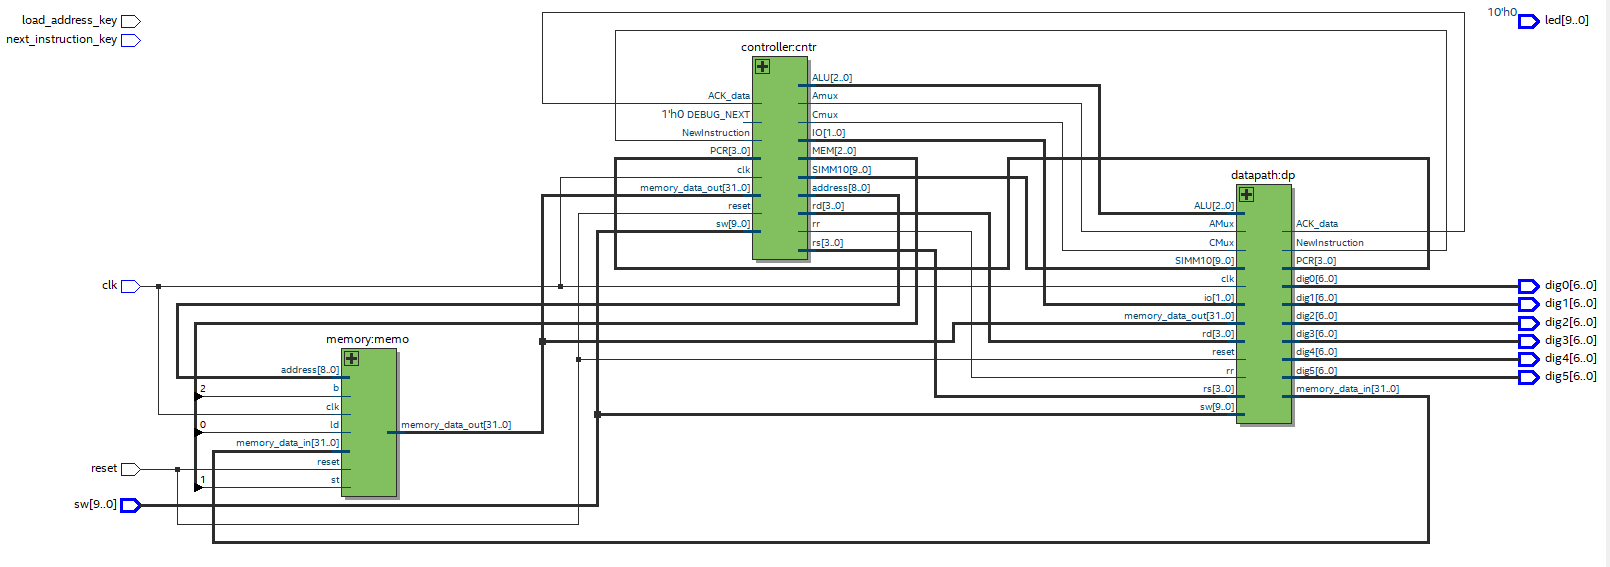 load_address_key
next_instruction_key
10'h0
led[9..0]
controller:cntr
ACK_data
1'h0 DEBUG_NEXT
NewInstruction
PCR[3..0]
clk
memory_data_out[31..0]
reset
sw[9..0]
ALU[2..0]
Amux
Cmux
IO[1..0]
MEM[2..0]
SIMM10[9..0]
address[8..0]
rd[3..0]
rr
rs[3..0]
datapath:dp
ALU[2..0]
AMux
CMux
SIMM10[9..0]
clk
io[1..0]
memory_data_out[31..0]
rd[3..0]
reset
rr
rs[3..0]
sw[9..0]
ACK_data
NewInstruction
PCR[3..0]
dig0[6..0]
dig1[6..0]
dig2[6..0]
dig3[6..0]
dig4[6..0]
dig5[6..0]
memory_data_in[31..0]
dig0[6..0]
dig1[6..0]
dig2[6..0]
dig3[6..0]
dig4[6..0]
dig5[6..0]
clk
memory:memo
address[8..0]
2
b
clk
0
ld
memory_data_in[31..0]
reset
1
st
memory_data_out[31..0]
reset
sw[9..0]